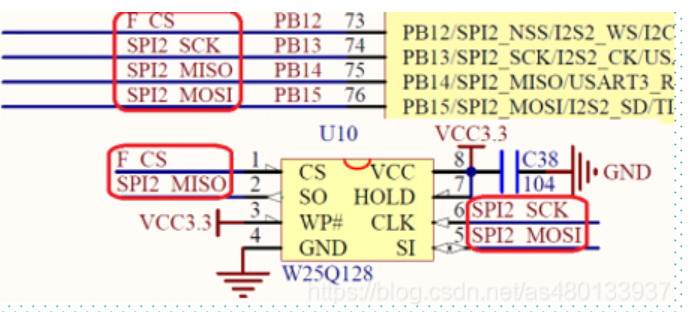 F_CS PB12 73 PB12/SPI2_NSS/I2S2_WS/I2C
SPI2_SCK PB13 74 PB13/SPI2_SCK/I2S2_CK/US
SPI2_MISO PB14 75 PB14/SPI2_MISO/USART3_R
SPI2_MOSI PB15 76 PB15/SPI2_MOSI/I2S2_SD/TI
U10 VCC3.3
F_CS 1 CS VCC 8 C38
GND
SPI2_MISO 2 SO HOLD 7 104
VCC3.3 3 WP# CLK 6 SPI2_SCK
4 GND SI 5 SPI2_MOSI
W25Q128
https://blog.csdn.net/as480133937